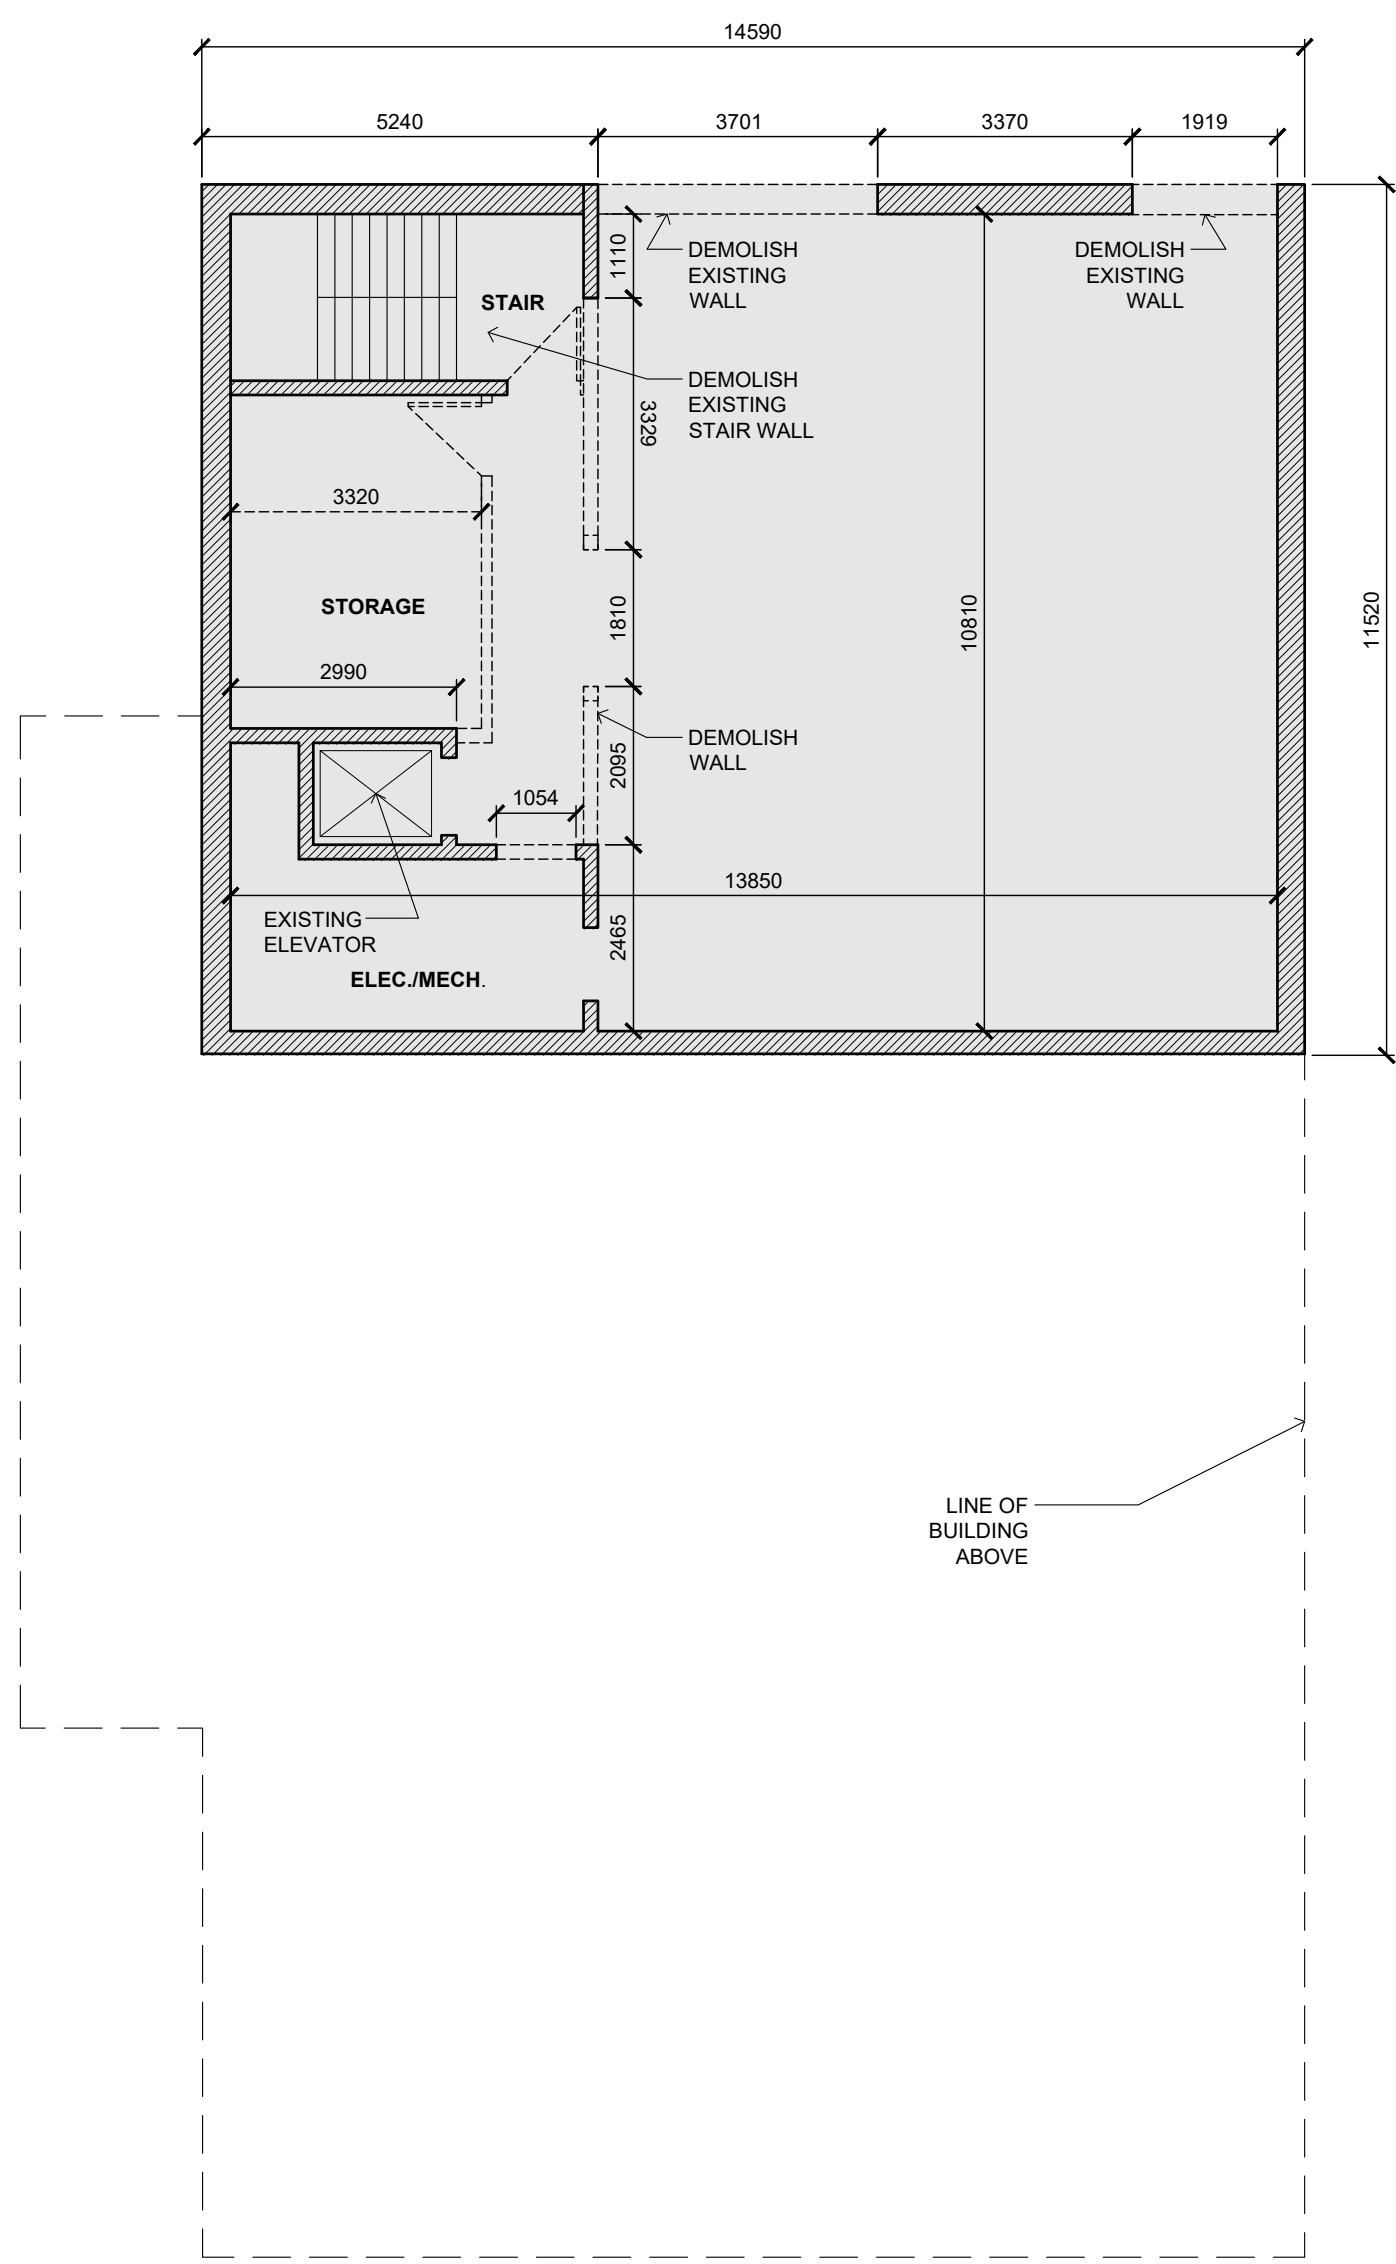 14590
5240
3701
3370
1919
1110
DEMOLISH
EXISTING
WALL
DEMOLISH
EXISTING
WALL
STAIR
DEMOLISH
EXISTING
STAIR WALL
3329
3320
STORAGE
1810
10810
11520
2990
DEMOLISH
WALL
2095
1054
13850
EXISTING
ELEVATOR
2465
ELEC./MECH.
LINE OF
BUILDING
ABOVE